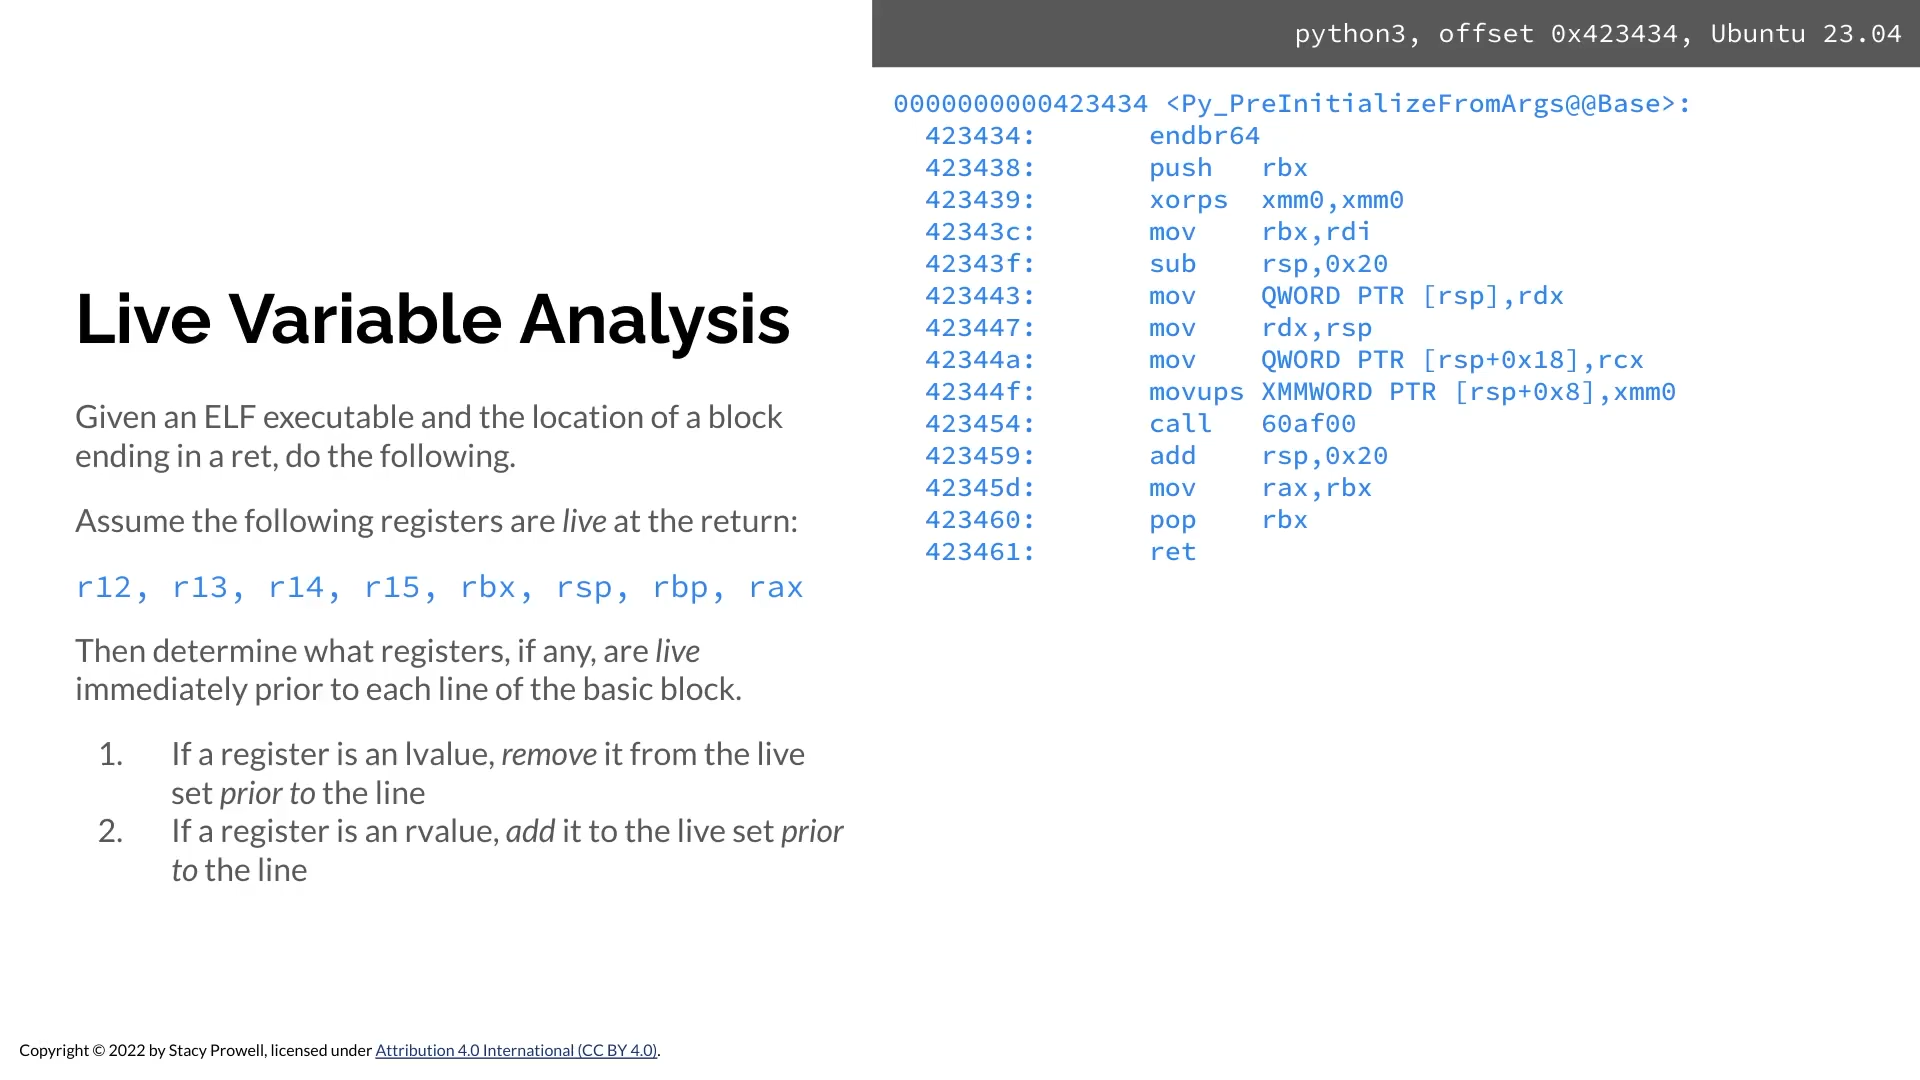 python3, offset 0x423434, Ubuntu 23.04
Live Variable Analysis
Given an ELF executable and the location of a block
ending in a ret, do the following.
Assume the following registers are live at the return:
r12, r13, r14, r15, rbx, rsp, rbp, rax
Then determine what registers, if any, are live
immediately prior to each line of the basic block.
1. If a register is an lvalue, remove it from the live
set prior to the line
2. If a register is an rvalue, add it to the live set prior
to the line
0000000000423434 <Py_PreInitializeFromArgs@@Base>:
423434: endbr64
423438: push rbx
423439: xorps xmm0,xmm0
42343c: mov rbx,rdi
42343f: sub rsp,0x20
423443: mov QWORD PTR [rsp],rdx
423447: mov rdx,rsp
42344a: mov QWORD PTR [rsp+0x18],rcx
42344f: movups XMMWORD PTR [rsp+0x8],xmm0
423454: call 60af00
423459: add rsp,0x20
42345d: mov rax,rbx
423460: pop rbx
423461: ret
Copyright © 2022 by Stacy Prowell, licensed under Attribution 4.0 International (CC BY 4.0).